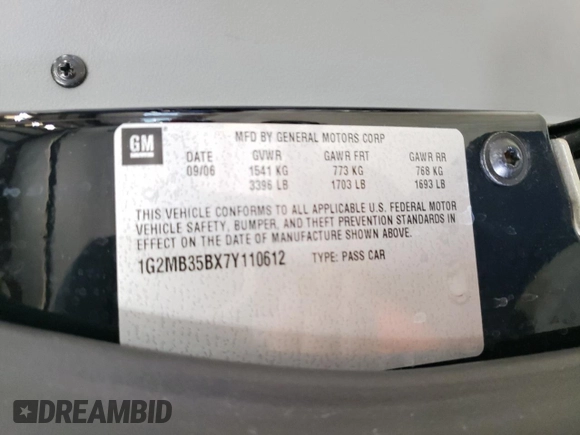 GM
MFD BY GENERAL MOTORS CORP
DATE GVWR GAWR FRT GAWR RR
09/06 1541 KG 773 KG 768 KG
3396 LB 1703 LB 1693 LB
THIS VEHICLE CONFORMS TO ALL APPLICABLE U.S. FEDERAL MOTOR
VEHICLE SAFETY, BUMPER, AND THEFT PREVENTION STANDARDS IN
EFFECT ON THE DATE OF MANUFACTURE SHOWN ABOVE.
1G2MB35BX7Y110612 TYPE: PASS CAR
DREAMBID